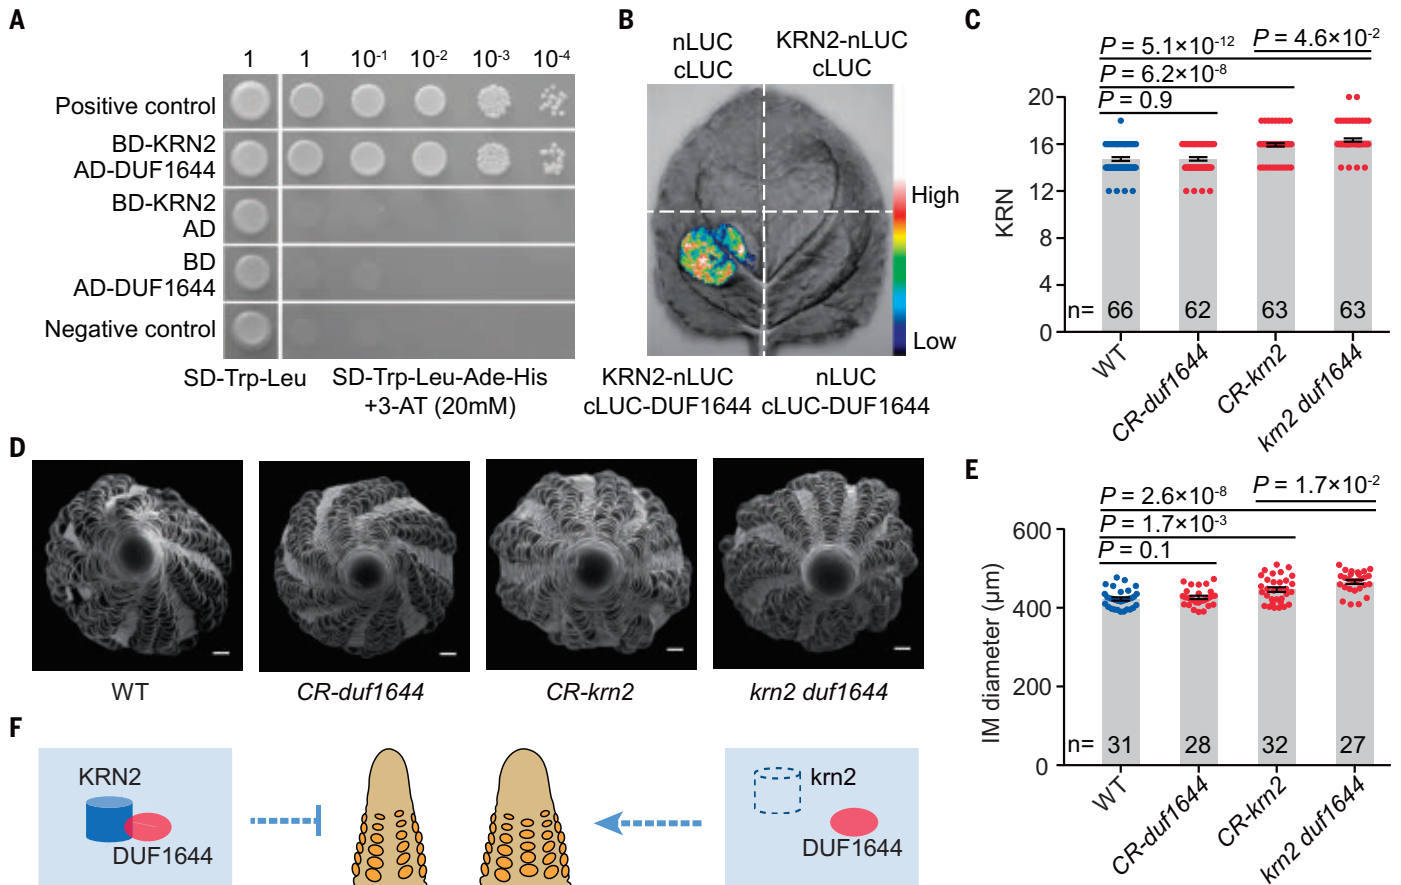 A
1 1 10-1 10-2 10-3 10-4
Positive control
BD-KRN2
AD-DUF1644
BD-KRN2
AD
BD
AD-DUF1644
Negative control
SD-Trp-Leu
SD-Trp-Leu-Ade-His
+3-AT (20mM)
B
nLUC
cLUC
KRN2-nLUC
cLUC
High
Low
KRN2-nLUC
cLUC-DUF1644
nLUC
cLUC-DUF1644
C
P = 5.1×10-12
P = 4.6×10-2
P = 6.2×10-8
P = 0.9
KRN
20
16
12
8
4
0
n= 66 62 63 63
WT
CR-duf1644
CR-krn2
krn2 duf1644
D
WT
CR-duf1644
CR-krn2
krn2 duf1644
E
P = 2.6×10-8
P = 1.7×10-2
P = 1.7×10-3
P = 0.1
IM diameter (μm)
600
400
200
0
n= 31 28 32 27
WT
CR-duf1644
CR-krn2
krn2 duf1644
F
KRN2
DUF1644
krn2
DUF1644